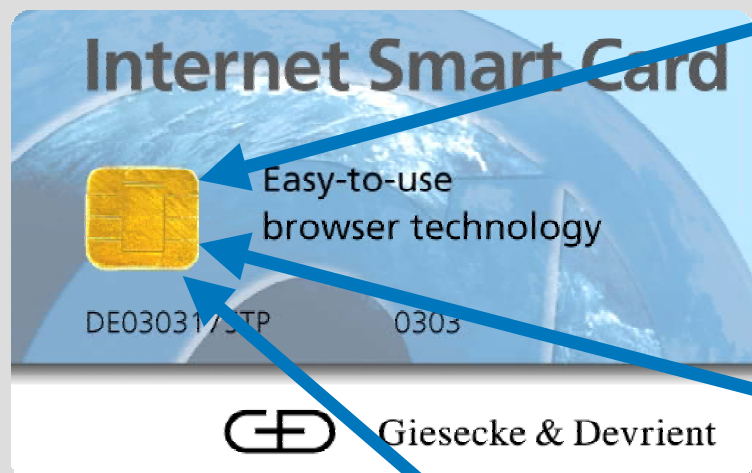 Internet Smart Card
Easy-to-use
browser technology
0303
Giesecke & Devrient